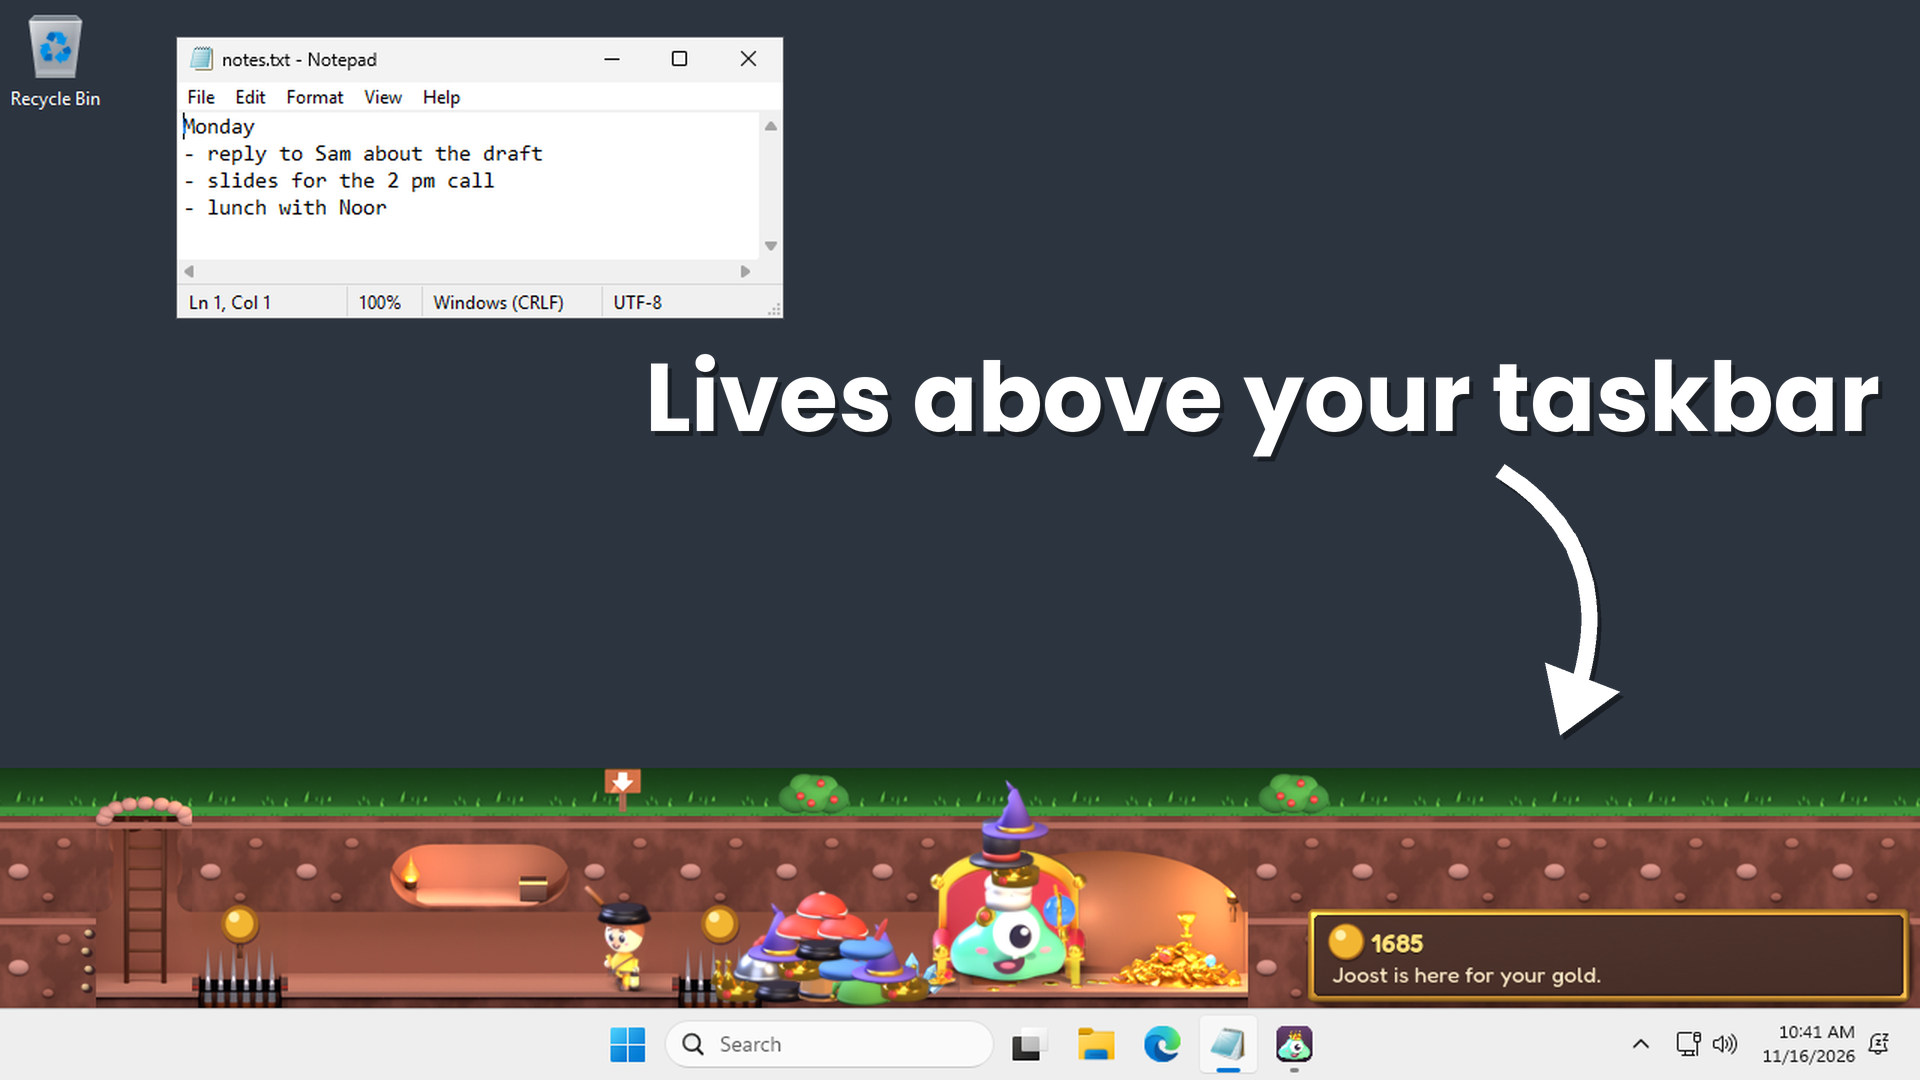 Recycle Bin
notes.txt - Notepad
File Edit Format View Help
Monday
- reply to Sam about the draft
- slides for the 2 pm call
- lunch with Noor
Ln 1, Col 1 100% Windows (CRLF) UTF-8
Lives above your taskbar
1685
Joost is here for your gold.
Search
10:41 AM
11/16/2026